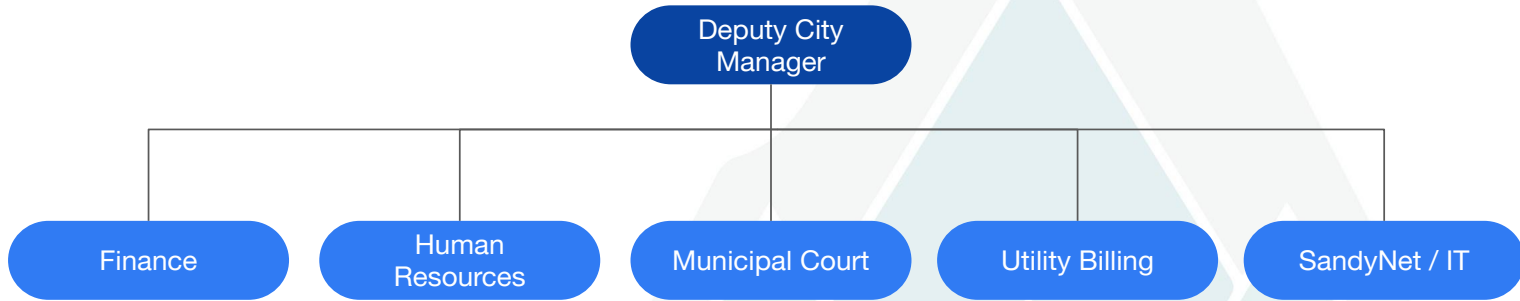 Deputy City
Manager
Finance
Human
Resources
Municipal Court
Utility Billing
SandyNet / IT